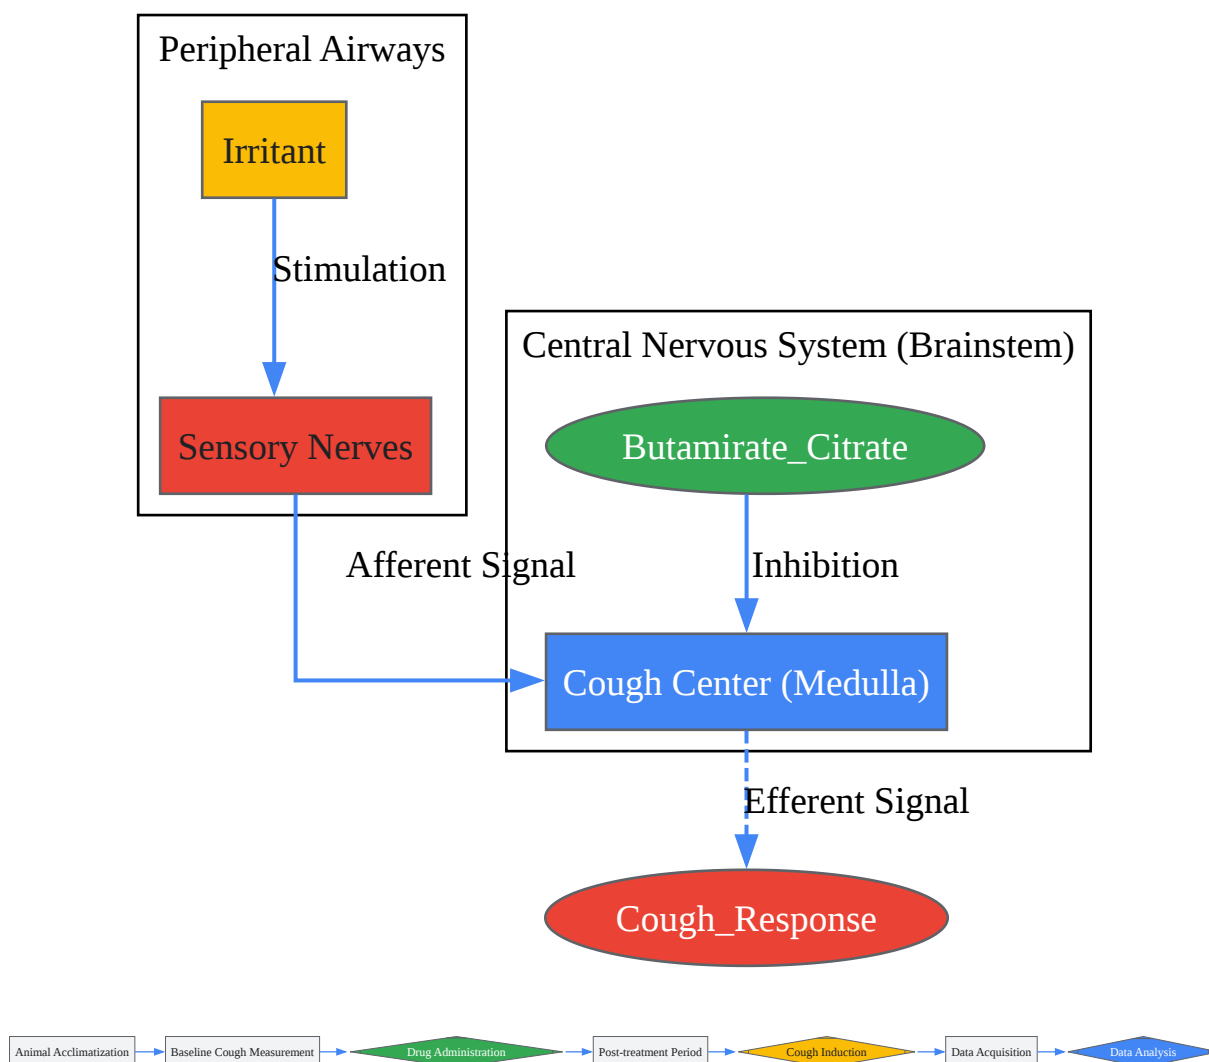 Peripheral Airways
Irritant
Stimulation
Central Nervous System (Brainstem)
Sensory Nerves
Butamirate_Citrate
Afferent Signal
Inhibition
Cough Center (Medulla)
Efferent Signal
Cough_Response
Animal Acclimatization
Baseline Cough Measurement
Drug Administration
Post-treatment Period
Cough Induction
Data Acquisition
Data Analysis